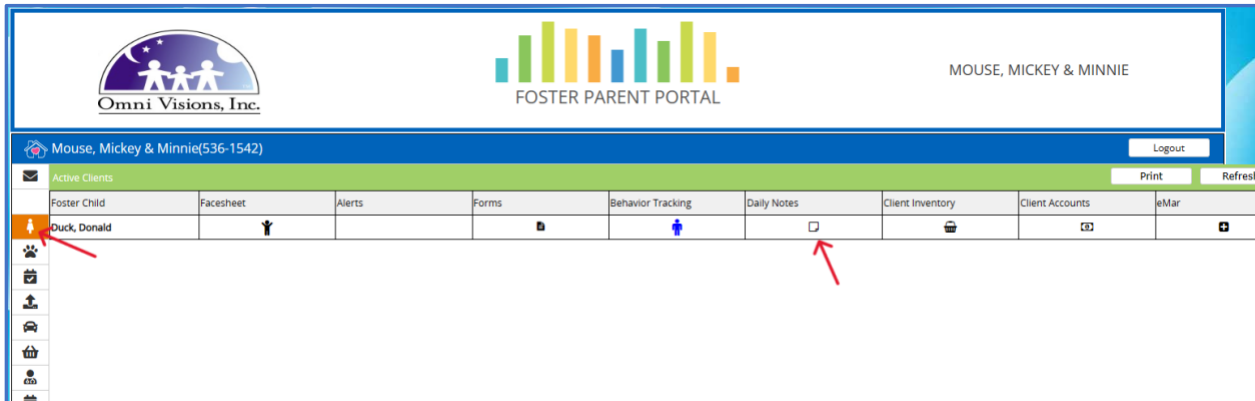 Omni Visions, Inc.
FOSTER PARENT PORTAL
MOUSE, MICKEY & MINNIE
Mouse, Mickey & Minnie(536-1542)
Logout
Active Clients
Print
Refresh
Foster Child
Facesheet
Alerts
Forms
Behavior Tracking
Daily Notes
Client Inventory
Client Accounts
eMar
Duck, Donald